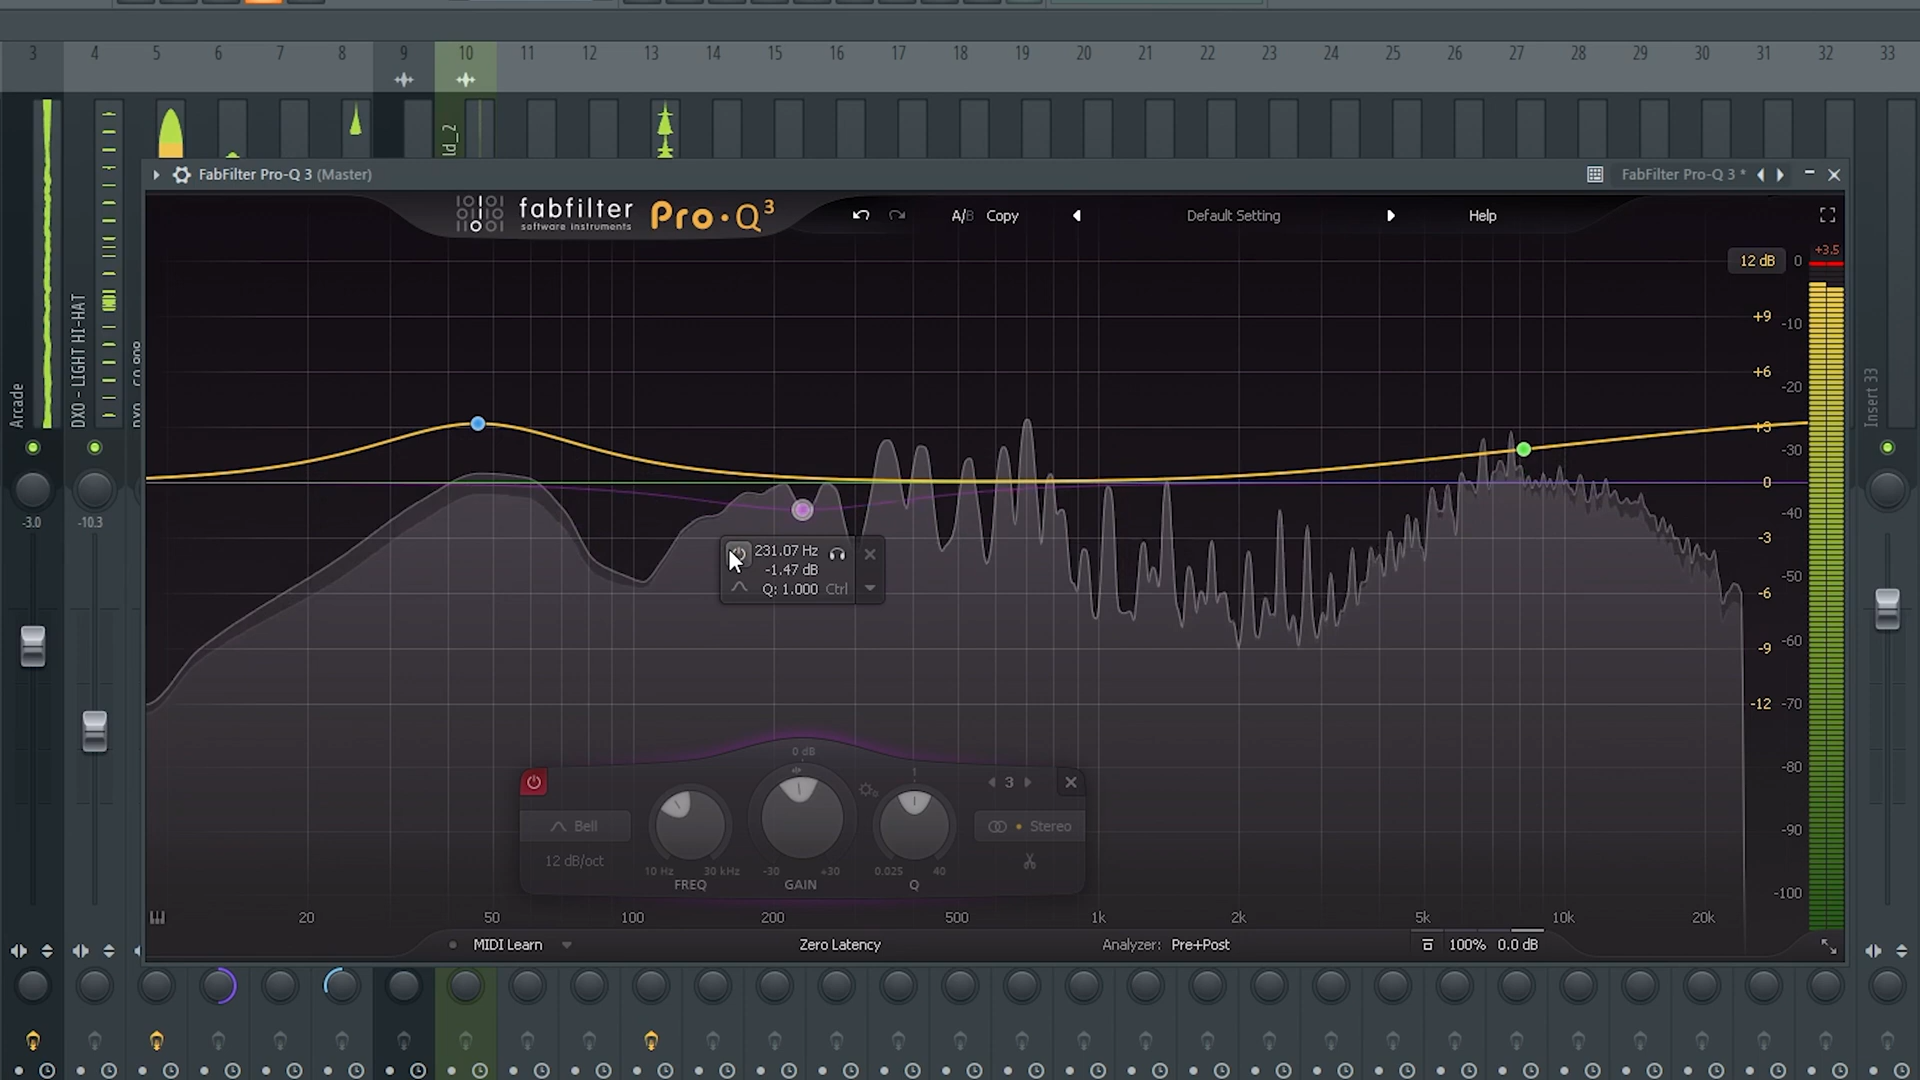 3 4 5 6 7 8 9 10 11 12 13 14 15 16 17 18 19 20 21 22 23 24 25 26 27 28 29 30 31 32 33
Arcade
DXO - LIGHT HI-HAT
ld_2
Insert 33
FabFilter Pro-Q 3 (Master)
FabFilter Pro-Q 3 *
fabfilter
software instruments
Pro·Q3
A/B Copy
Default Setting
Help
+3.5
12 dB 0
+9 -10
+6 -20
+3 -30
0 -40
-3 -50
-6 -60
-9
-12 -70
-80
-90
-100
-3.0
-10.3
231.07 Hz
-1.47 dB
Q: 1.000 Ctrl
0 dB
3
Bell
Stereo
12 dB/oct
10 Hz 30 kHz -30 +30 0.025 40
FREQ GAIN Q
20 50 100 200 500 1k 2k 5k 10k 20k
MIDI Learn
Zero Latency
Analyzer: Pre+Post
100% 0.0 dB